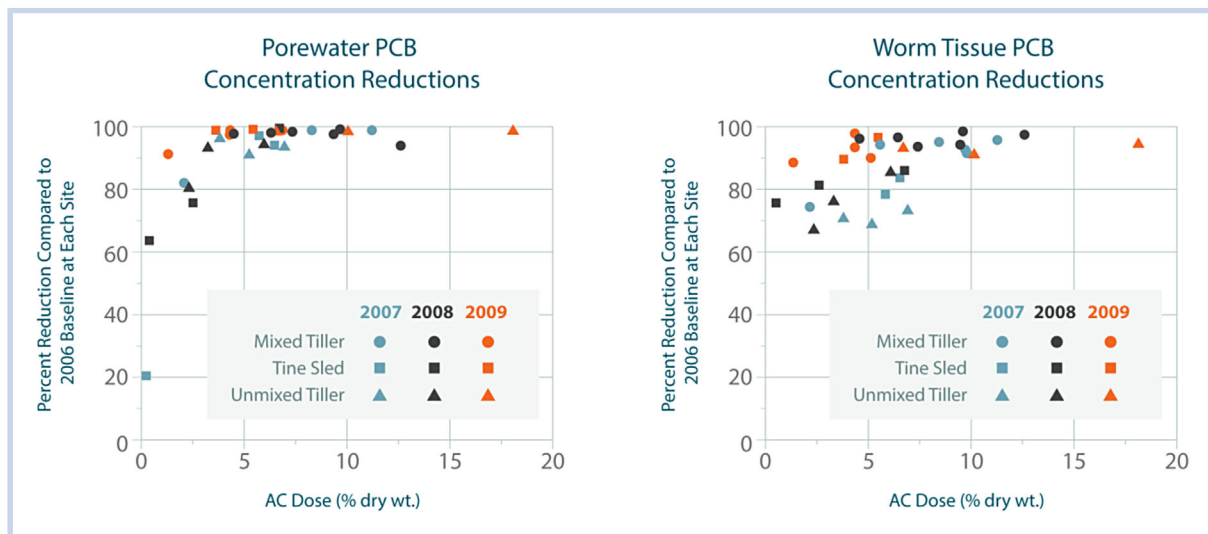 Porewater PCB
Concentration Reductions
Percent Reduction Compared to
2006 Baseline at Each Site
100
80
60
40
20
0
2007 2008 2009
Mixed Tiller
Tine Sled
Unmixed Tiller
0 5 10 15 20
AC Dose (% dry wt.)
Worm Tissue PCB
Concentration Reductions
Percent Reduction Compared to
2006 Baseline at Each Site
100
80
60
40
20
0
2007 2008 2009
Mixed Tiller
Tine Sled
Unmixed Tiller
0 5 10 15 20
AC Dose (% dry wt.)